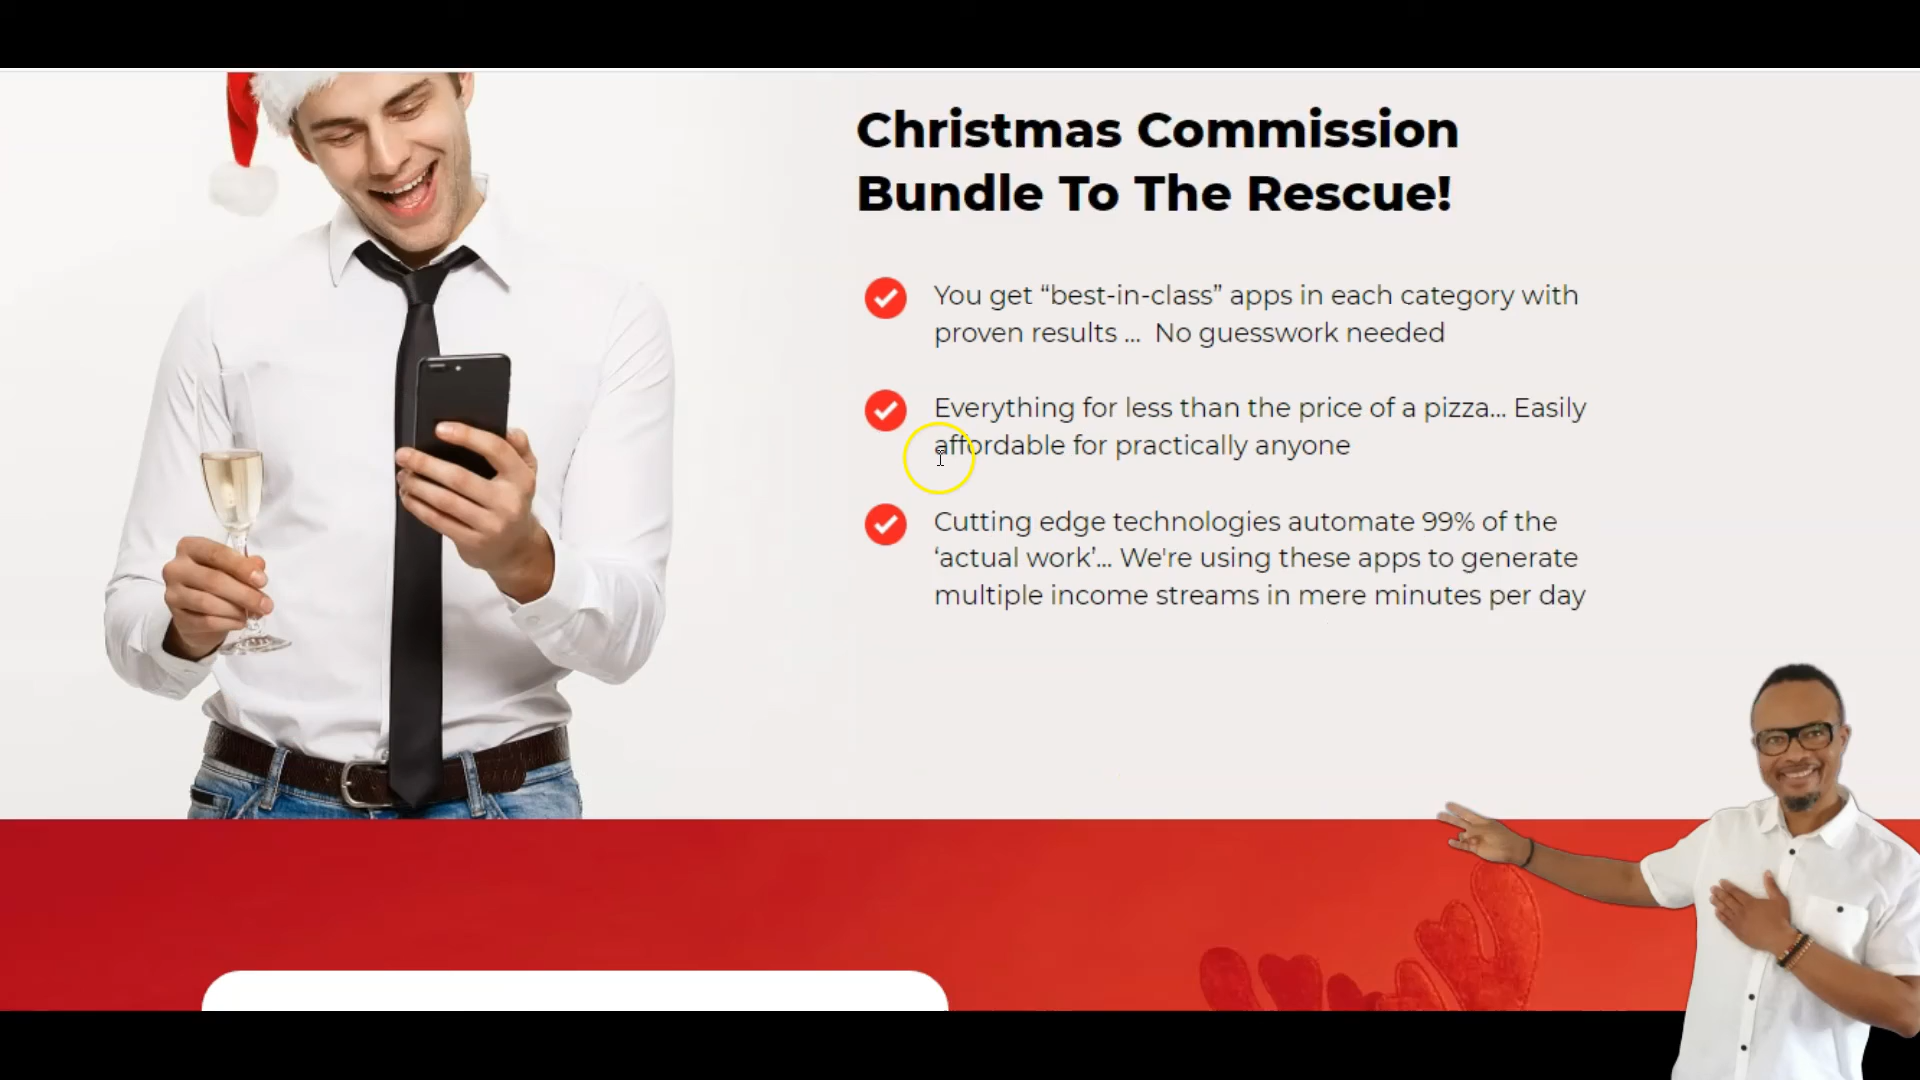 Christmas Commission
Bundle To The Rescue!
You get “best-in-class” apps in each category with
proven results ... No guesswork needed
Everything for less than the price of a pizza... Easily
affordable for practically anyone
Cutting edge technologies automate 99% of the
‘actual work’... We're using these apps to generate
multiple income streams in mere minutes per day